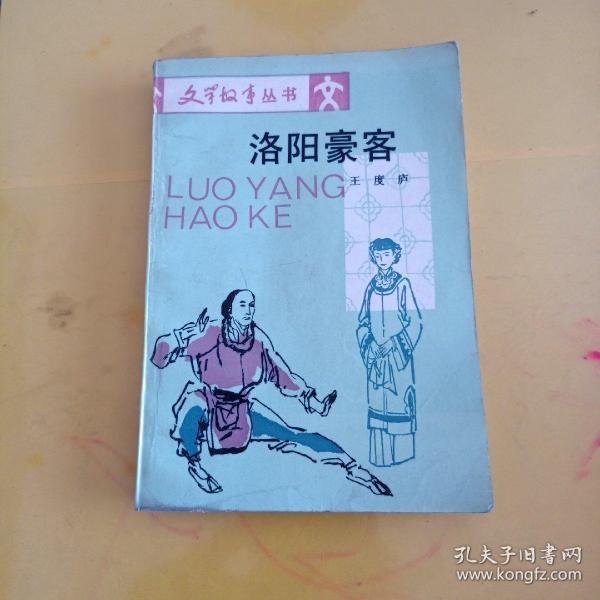 文学故事丛书
洛阳豪客
LUO YANG
王度庐
HAO KE
孔夫子旧书网
www.kongfz.com